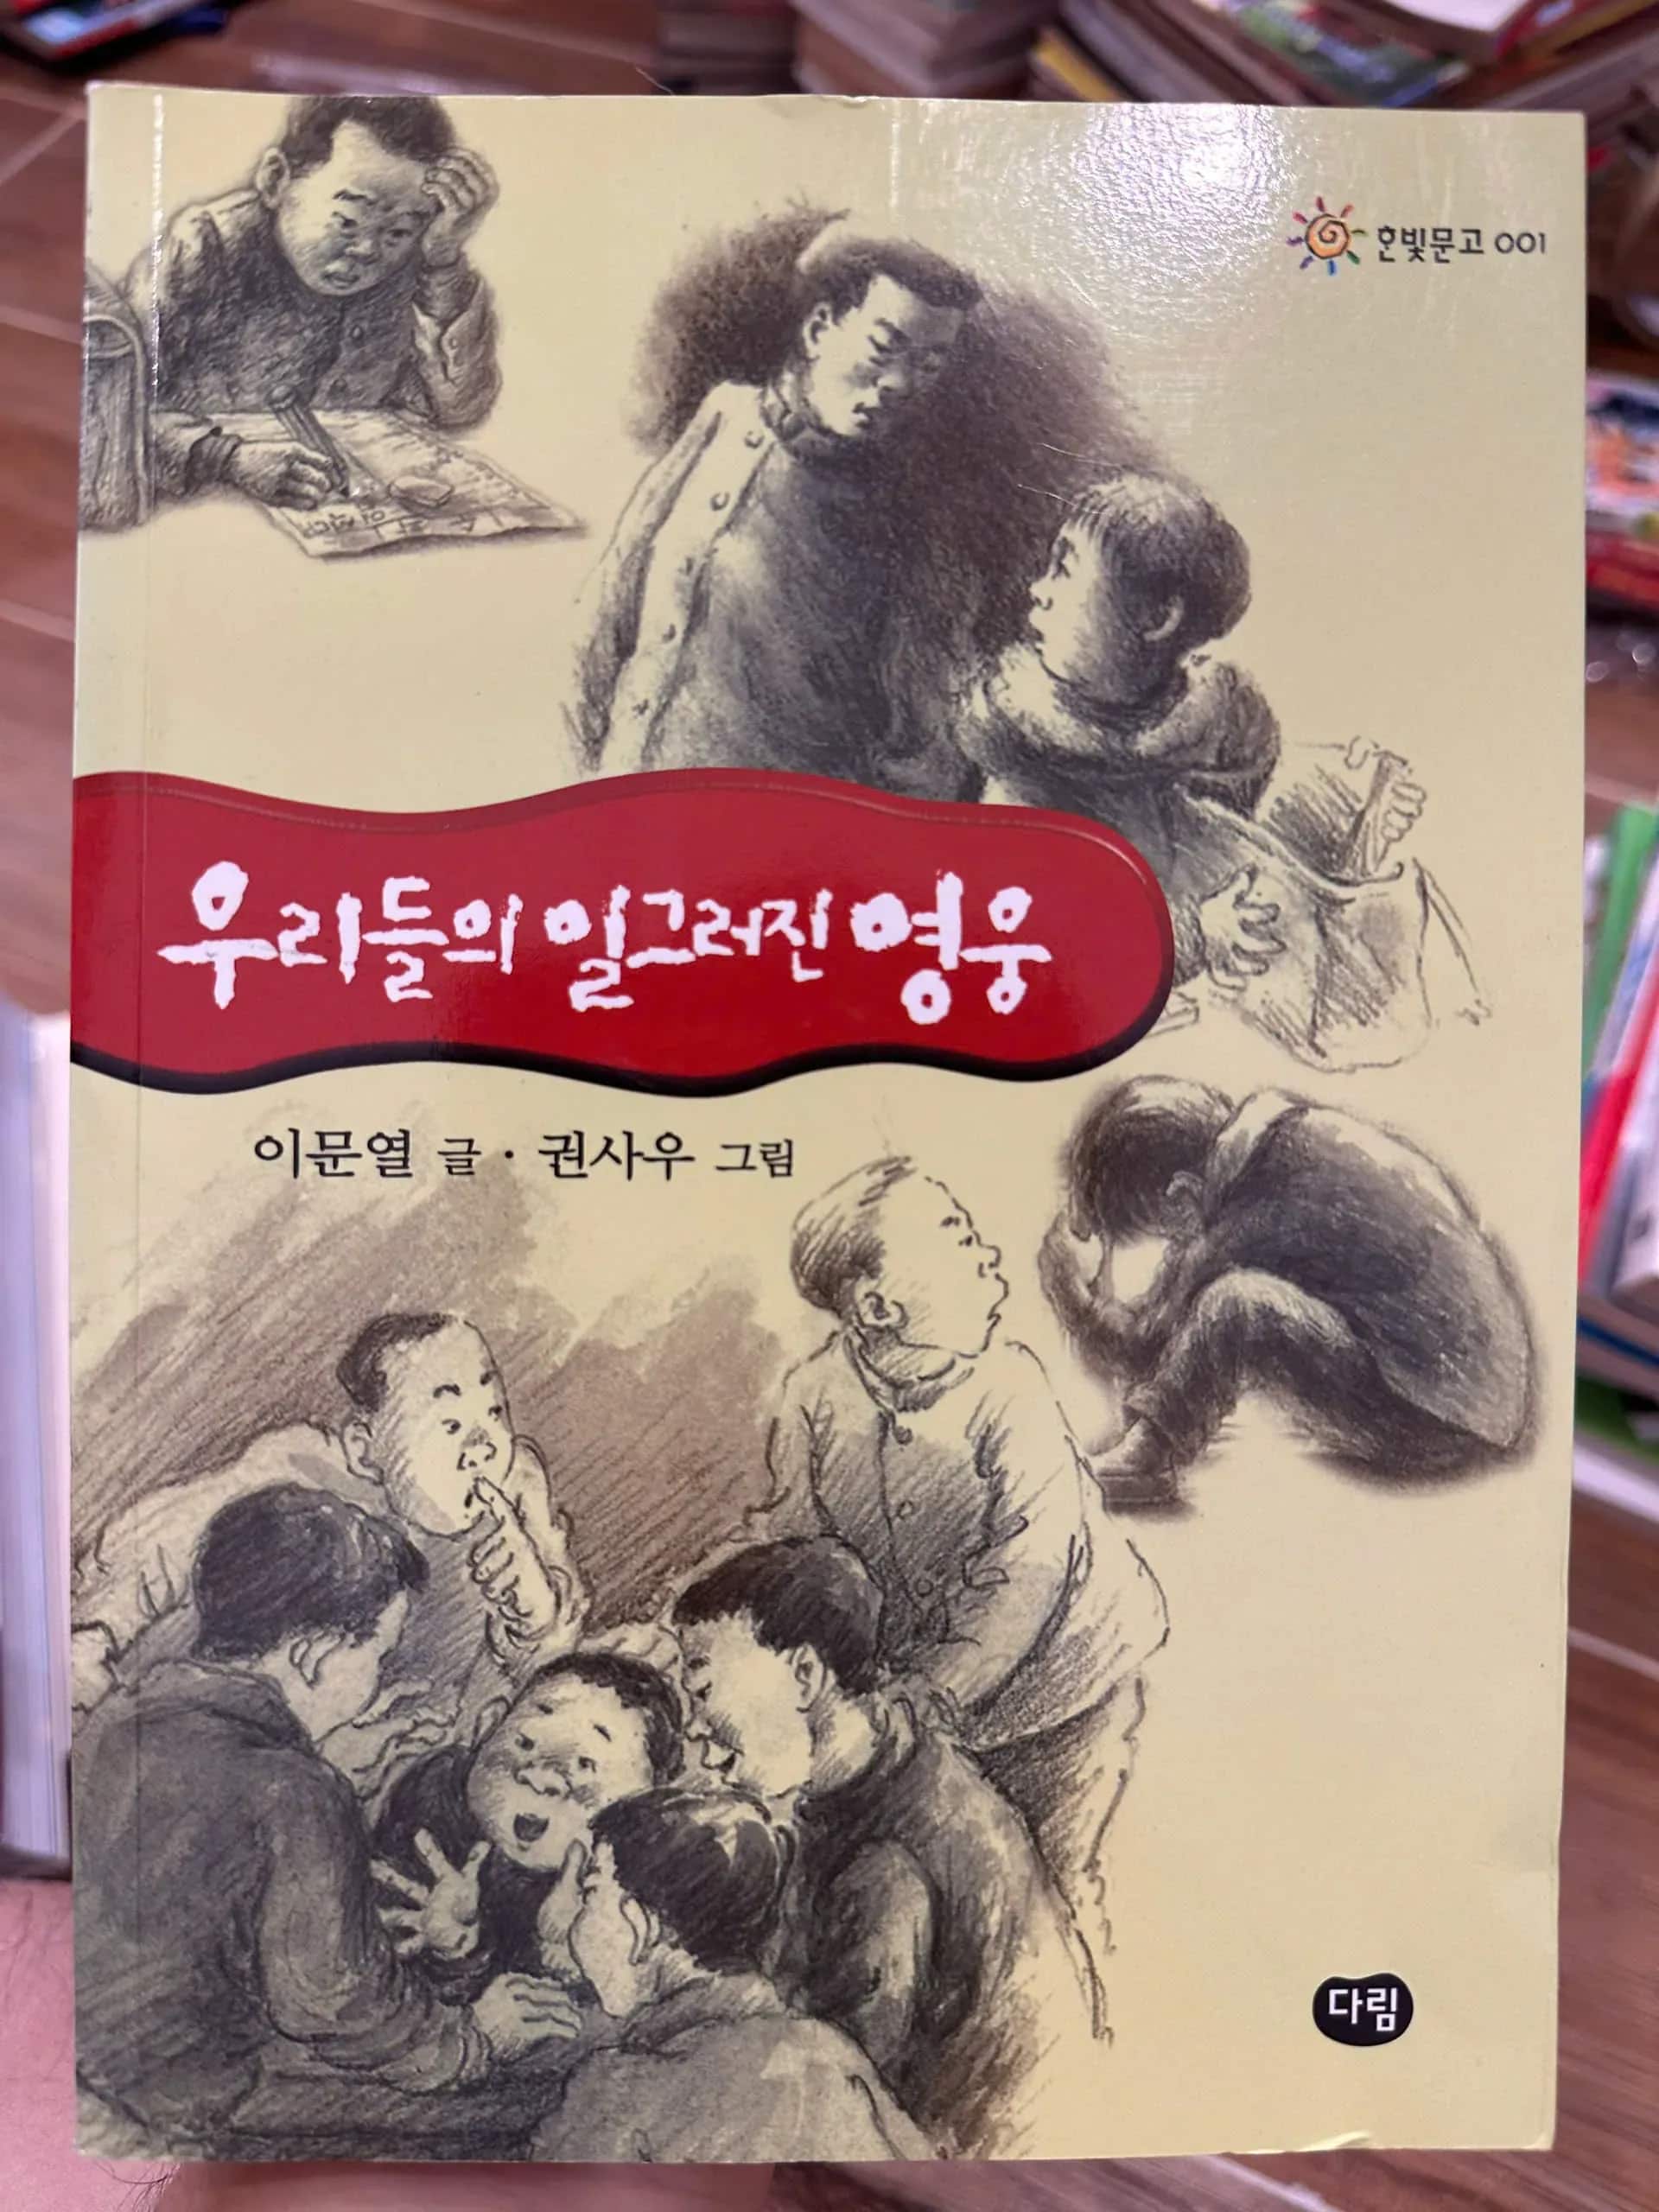 한빛문고 001
우리들의 일그러진 영웅
이문열 글 · 권사우 그림
다림